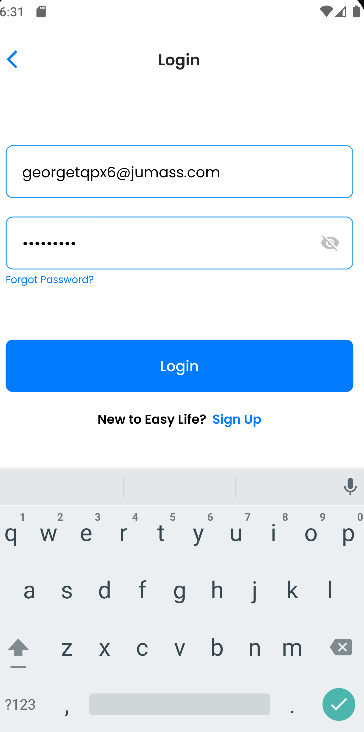 6:31
Login
georgetqpx6@jumass.com
•••••••••
Forgot Password?
Login
New to Easy Life? Sign Up
1 2 3 4 5 6 7 8 9 0
q w e r t y u i o p
a s d f g h j k l
z x c v b n m
?123 , .